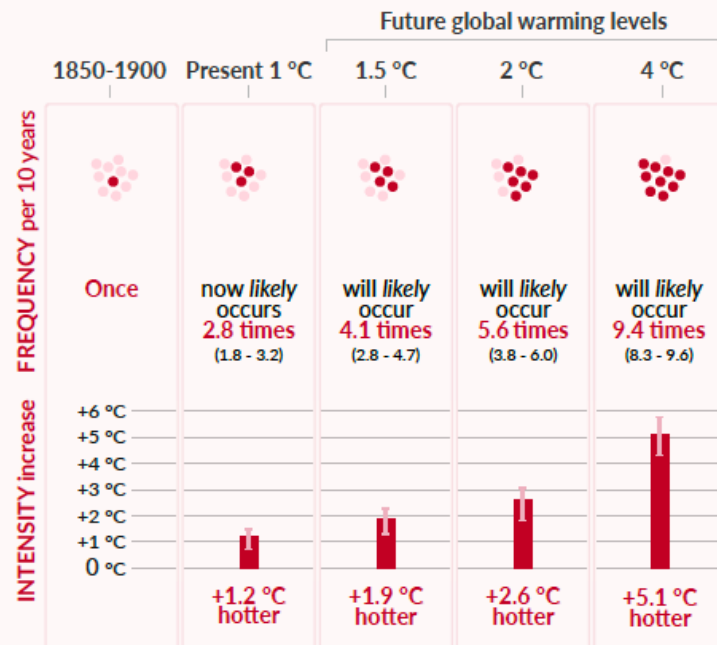 Future global warming levels
1850-1900 Present 1 °C 1.5 °C 2 °C 4 °C
FREQUENCY per 10 years
Once
now likely
occurs
2.8 times
(1.8 - 3.2)
will likely
occur
4.1 times
(2.8 - 4.7)
will likely
occur
5.6 times
(3.8 - 6.0)
will likely
occur
9.4 times
(8.3 - 9.6)
INTENSITY increase
+6 °C
+5 °C
+4 °C
+3 °C
+2 °C
+1 °C
0 °C
+1.2 °C
hotter
+1.9 °C
hotter
+2.6 °C
hotter
+5.1 °C
hotter